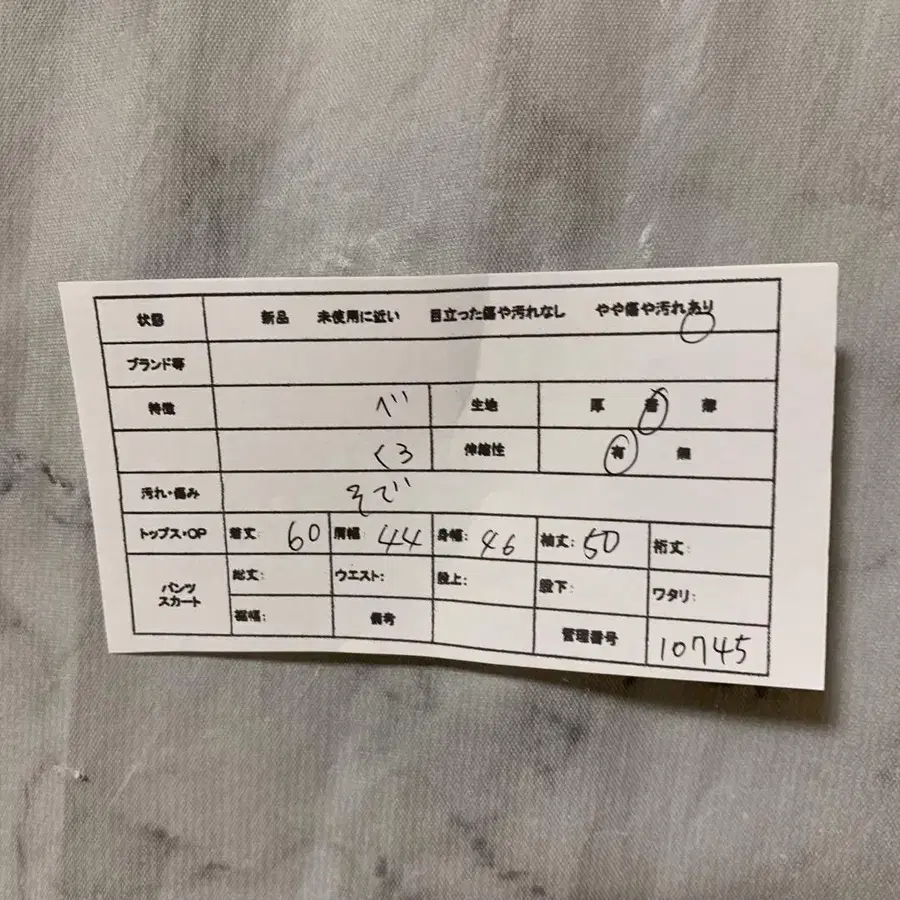 状態 新品 未使用に近い 目立った傷や汚れなし やや傷や汚れあり
ブランド等
特徴 べ 生地 厚 普 薄
くろ 伸縮性 有 無
汚れ・傷み そで
トップス・OP 着丈: 60 肩幅: 44 身幅: 46 袖丈: 50 裄丈:
パンツ スカート 総丈: ウエスト: 股上: 股下: ワタリ:
裾幅: 備考 管理番号 10745